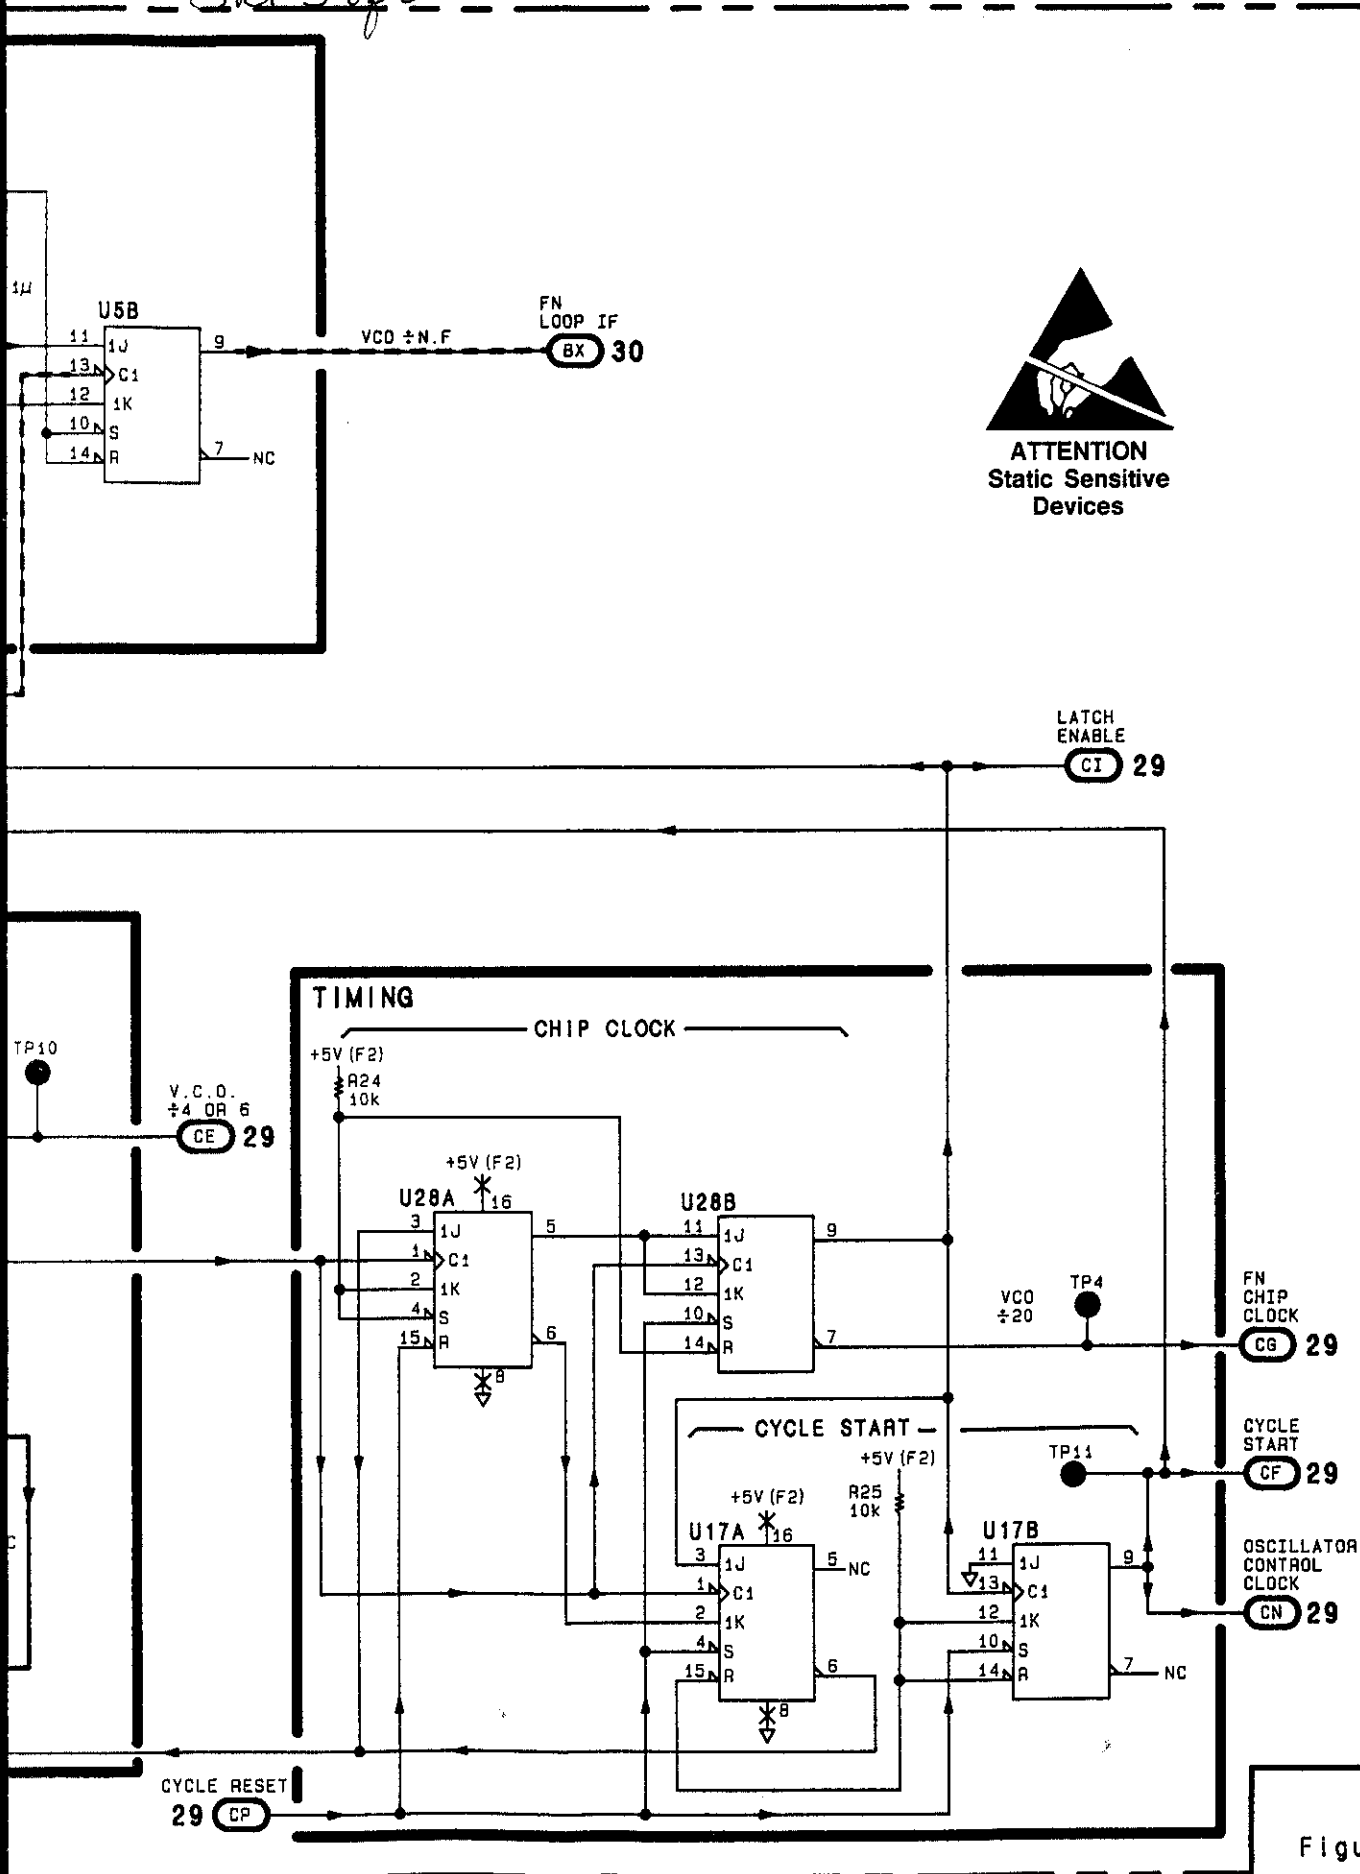 1µ
U5B
11 1J
13 C1
12 1K
10 S
14 R
9
7 NC
VCO ÷N.F
FN
LOOP IF
BX 30
ATTENTION
Static Sensitive
Devices
LATCH
ENABLE
CI 29
TIMING
CHIP CLOCK
TP10
V.C.O.
÷4 OR 6
CE 29
+5V (F2)
R24
10k
+5V (F2)
16
U28A
3 1J
1 C1
2 1K
4 S
15 R
5
6
8
U28B
11 1J
13 C1
12 1K
10 S
14 R
9
7
VCO
÷20
TP4
FN
CHIP
CLOCK
CG 29
CYCLE START
+5V (F2)
R25
10k
TP11
CYCLE
START
CF 29
+5V (F2)
16
U17A
3 1J
1 C1
2 1K
4 S
15 R
5 NC
6
8
U17B
11 1J
13 C1
12 1K
10 S
14 R
9
7 NC
OSCILLATOR
CONTROL
CLOCK
CN 29
C
CYCLE RESET
29 CP
Figu